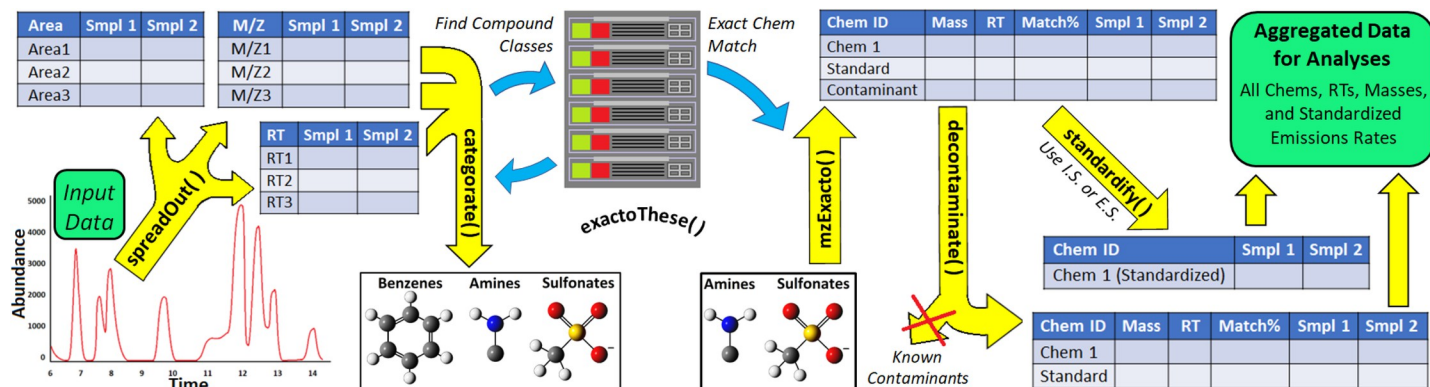 Area Smpl 1 Smpl 2
Area1
Area2
Area3
M/Z Smpl 1 Smpl 2
M/Z1
M/Z2
M/Z3
RT Smpl 1 Smpl 2
RT1
RT2
RT3
Input
Data
spreadOut()
Abundance
5000
4000
3000
2000
1000
0
6 7 8 9 10 11 12 13 14
Time
categorate()
Find Compound
Classes
Exact Chem
Match
exactoThese()
Benzenes Amines Sulfonates
Amines Sulfonates
mzExacto()
Chem ID Mass RT Match% Smpl 1 Smpl 2
Chem 1
Standard
Contaminant
decontaminate()
Known
Contaminants
standardify()
Use I.S. or E.S.
Chem ID Smpl 1 Smpl 2
Chem 1 (Standardized)
Chem ID Mass RT Match% Smpl 1 Smpl 2
Chem 1
Standard
Aggregated Data
for Analyses
All Chems, RTs, Masses,
and Standardized
Emissions Rates